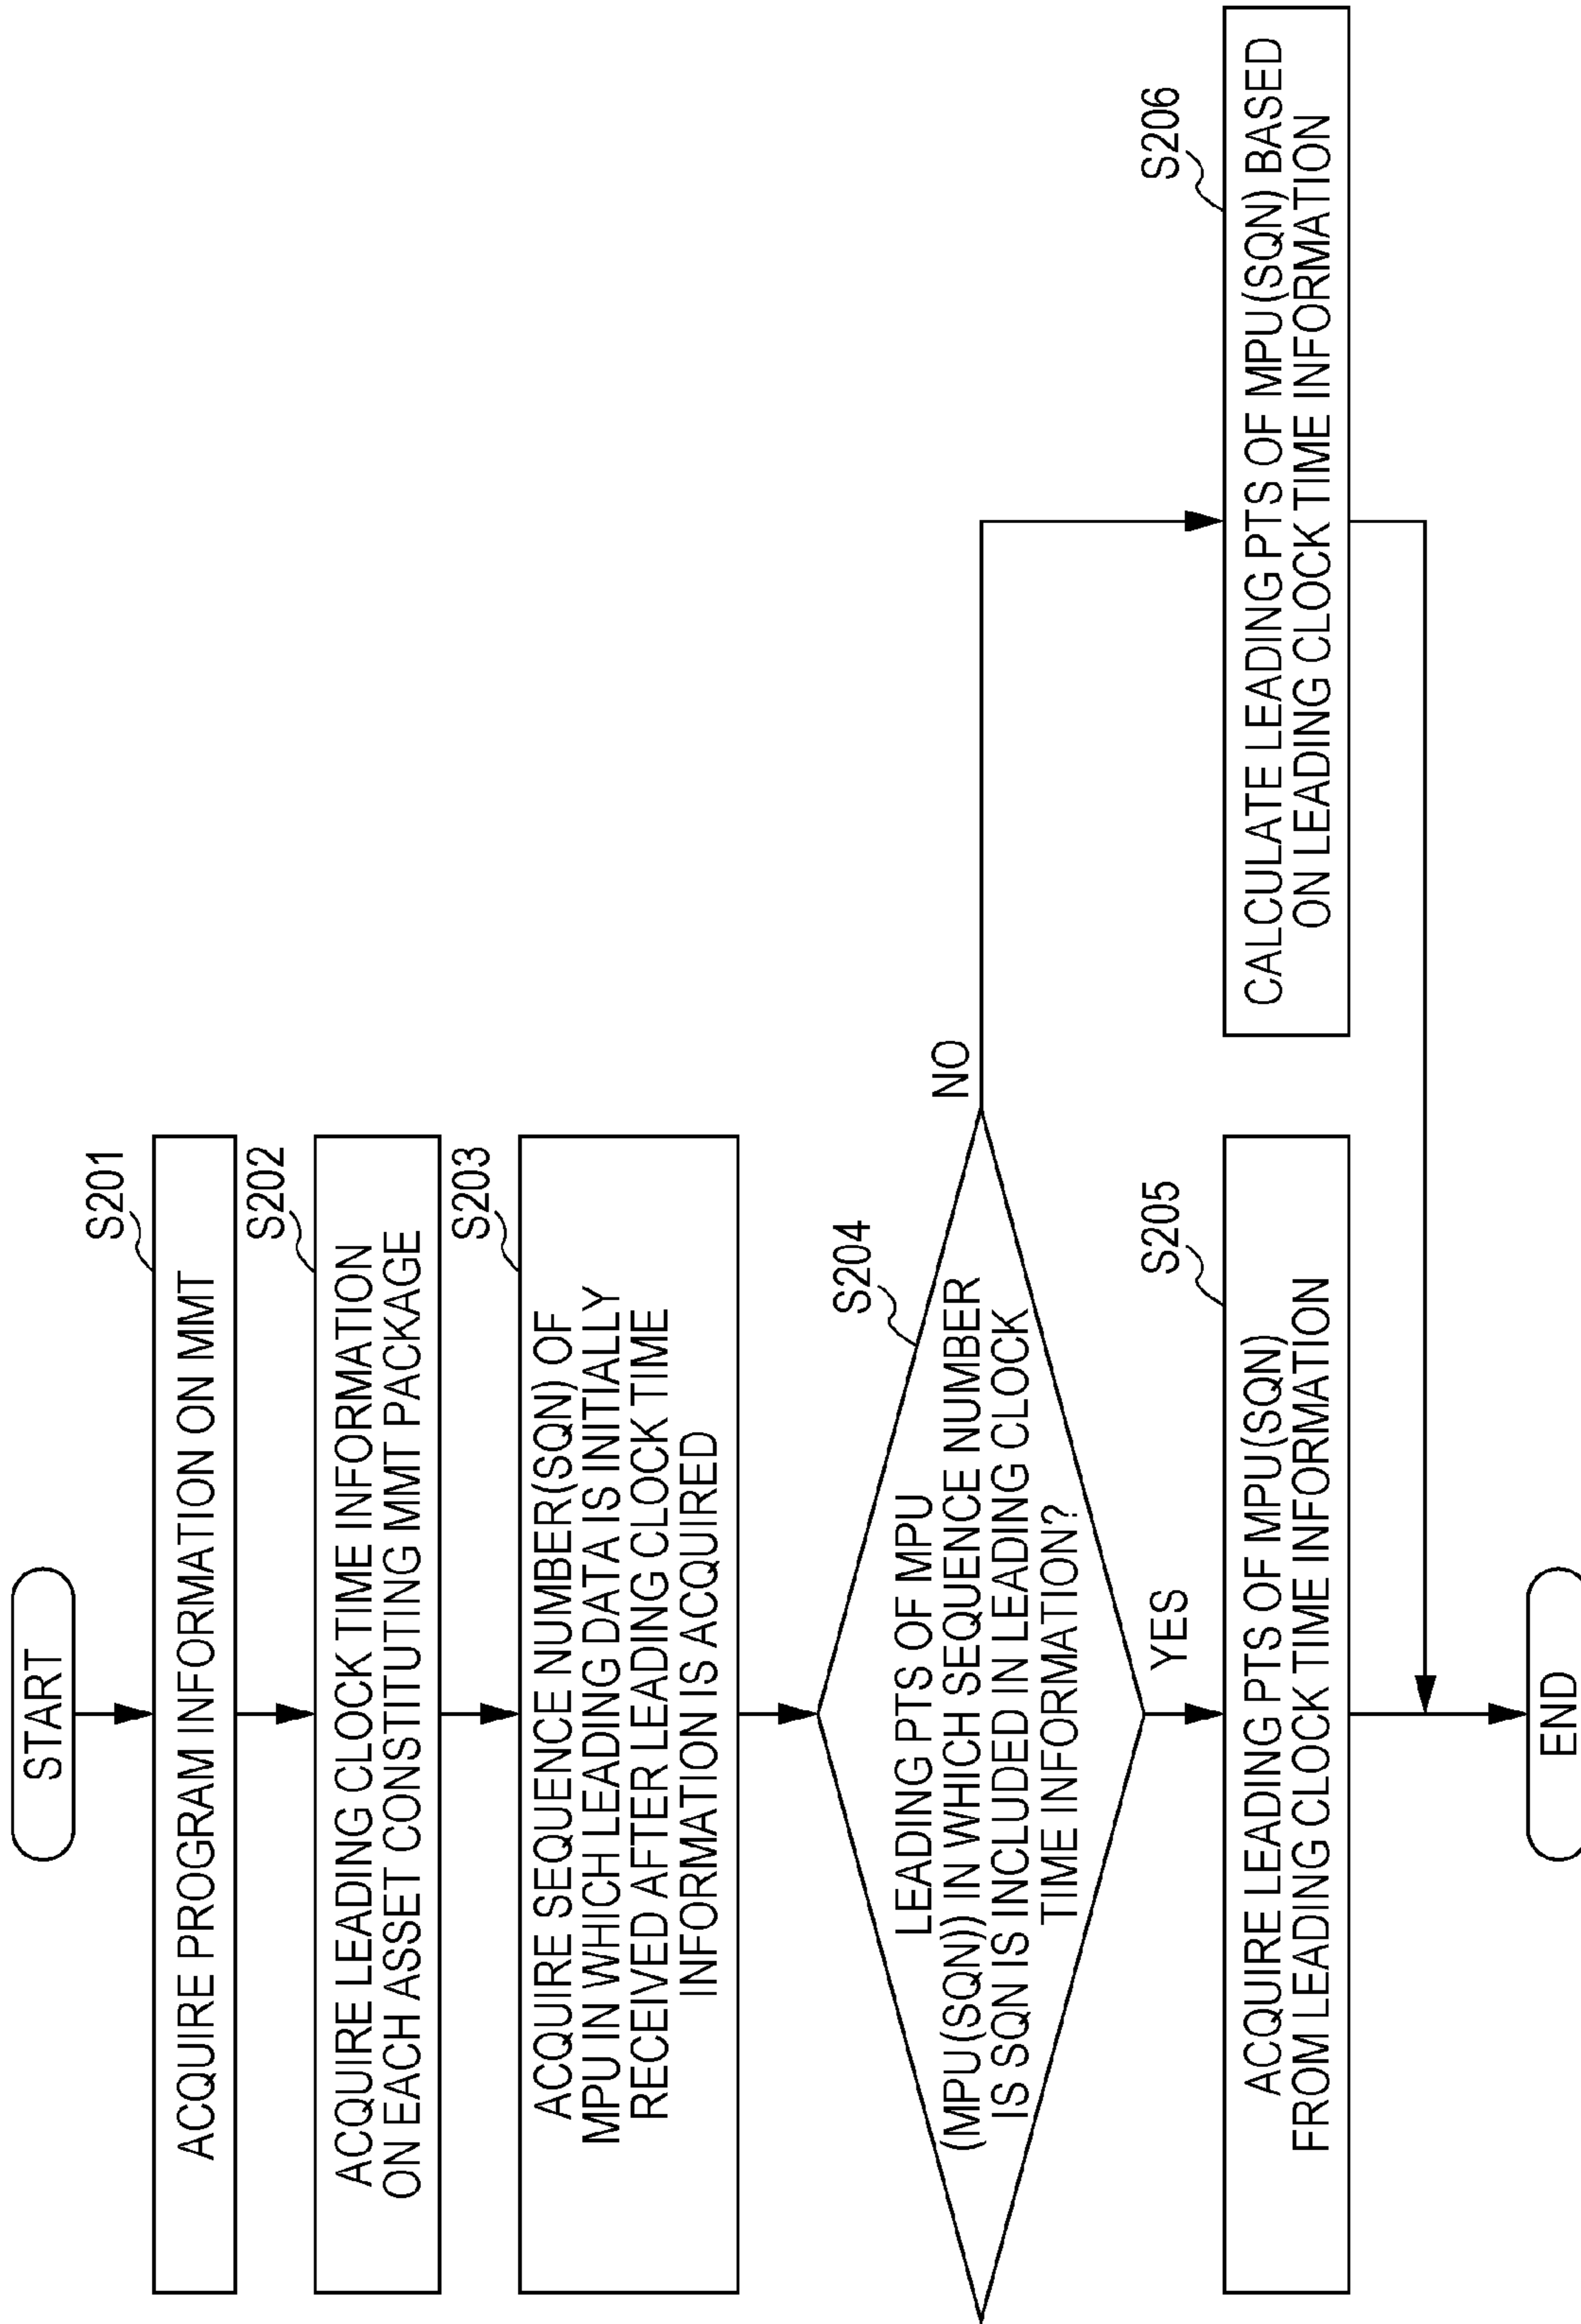 START
S201
ACQUIRE PROGRAM INFORMATION ON MMT
S202
ACQUIRE LEADING CLOCK TIME INFORMATION
ON EACH ASSET CONSTITUTING MMT PACKAGE
S203
ACQUIRE SEQUENCE NUMBER(SQN) OF
MPU IN WHICH LEADING DATA IS INITIALLY
RECEIVED AFTER LEADING CLOCK TIME
INFORMATION IS ACQUIRED
S204
LEADING PTS OF MPU
(MPU(SQN)) IN WHICH SEQUENCE NUMBER
IS SQN IS INCLUDED IN LEADING CLOCK
TIME INFORMATION?
NO
YES
S205
ACQUIRE LEADING PTS OF MPU(SQN)
FROM LEADING CLOCK TIME INFORMATION
S206
CALCULATE LEADING PTS OF MPU(SQN) BASED
ON LEADING CLOCK TIME INFORMATION
END